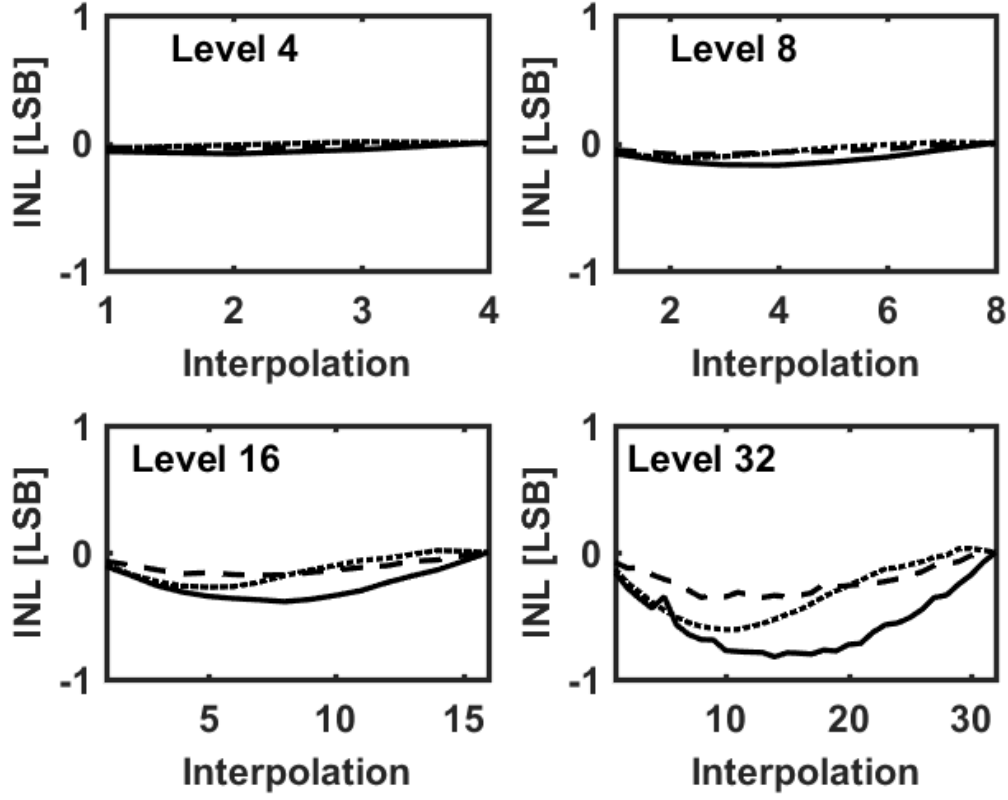 Level 4
INL [LSB]
1
0
-1
1 2 3 4
Interpolation
Level 8
INL [LSB]
1
0
-1
2 4 6 8
Interpolation
Level 16
INL [LSB]
1
0
-1
5 10 15
Interpolation
Level 32
INL [LSB]
1
0
-1
10 20 30
Interpolation